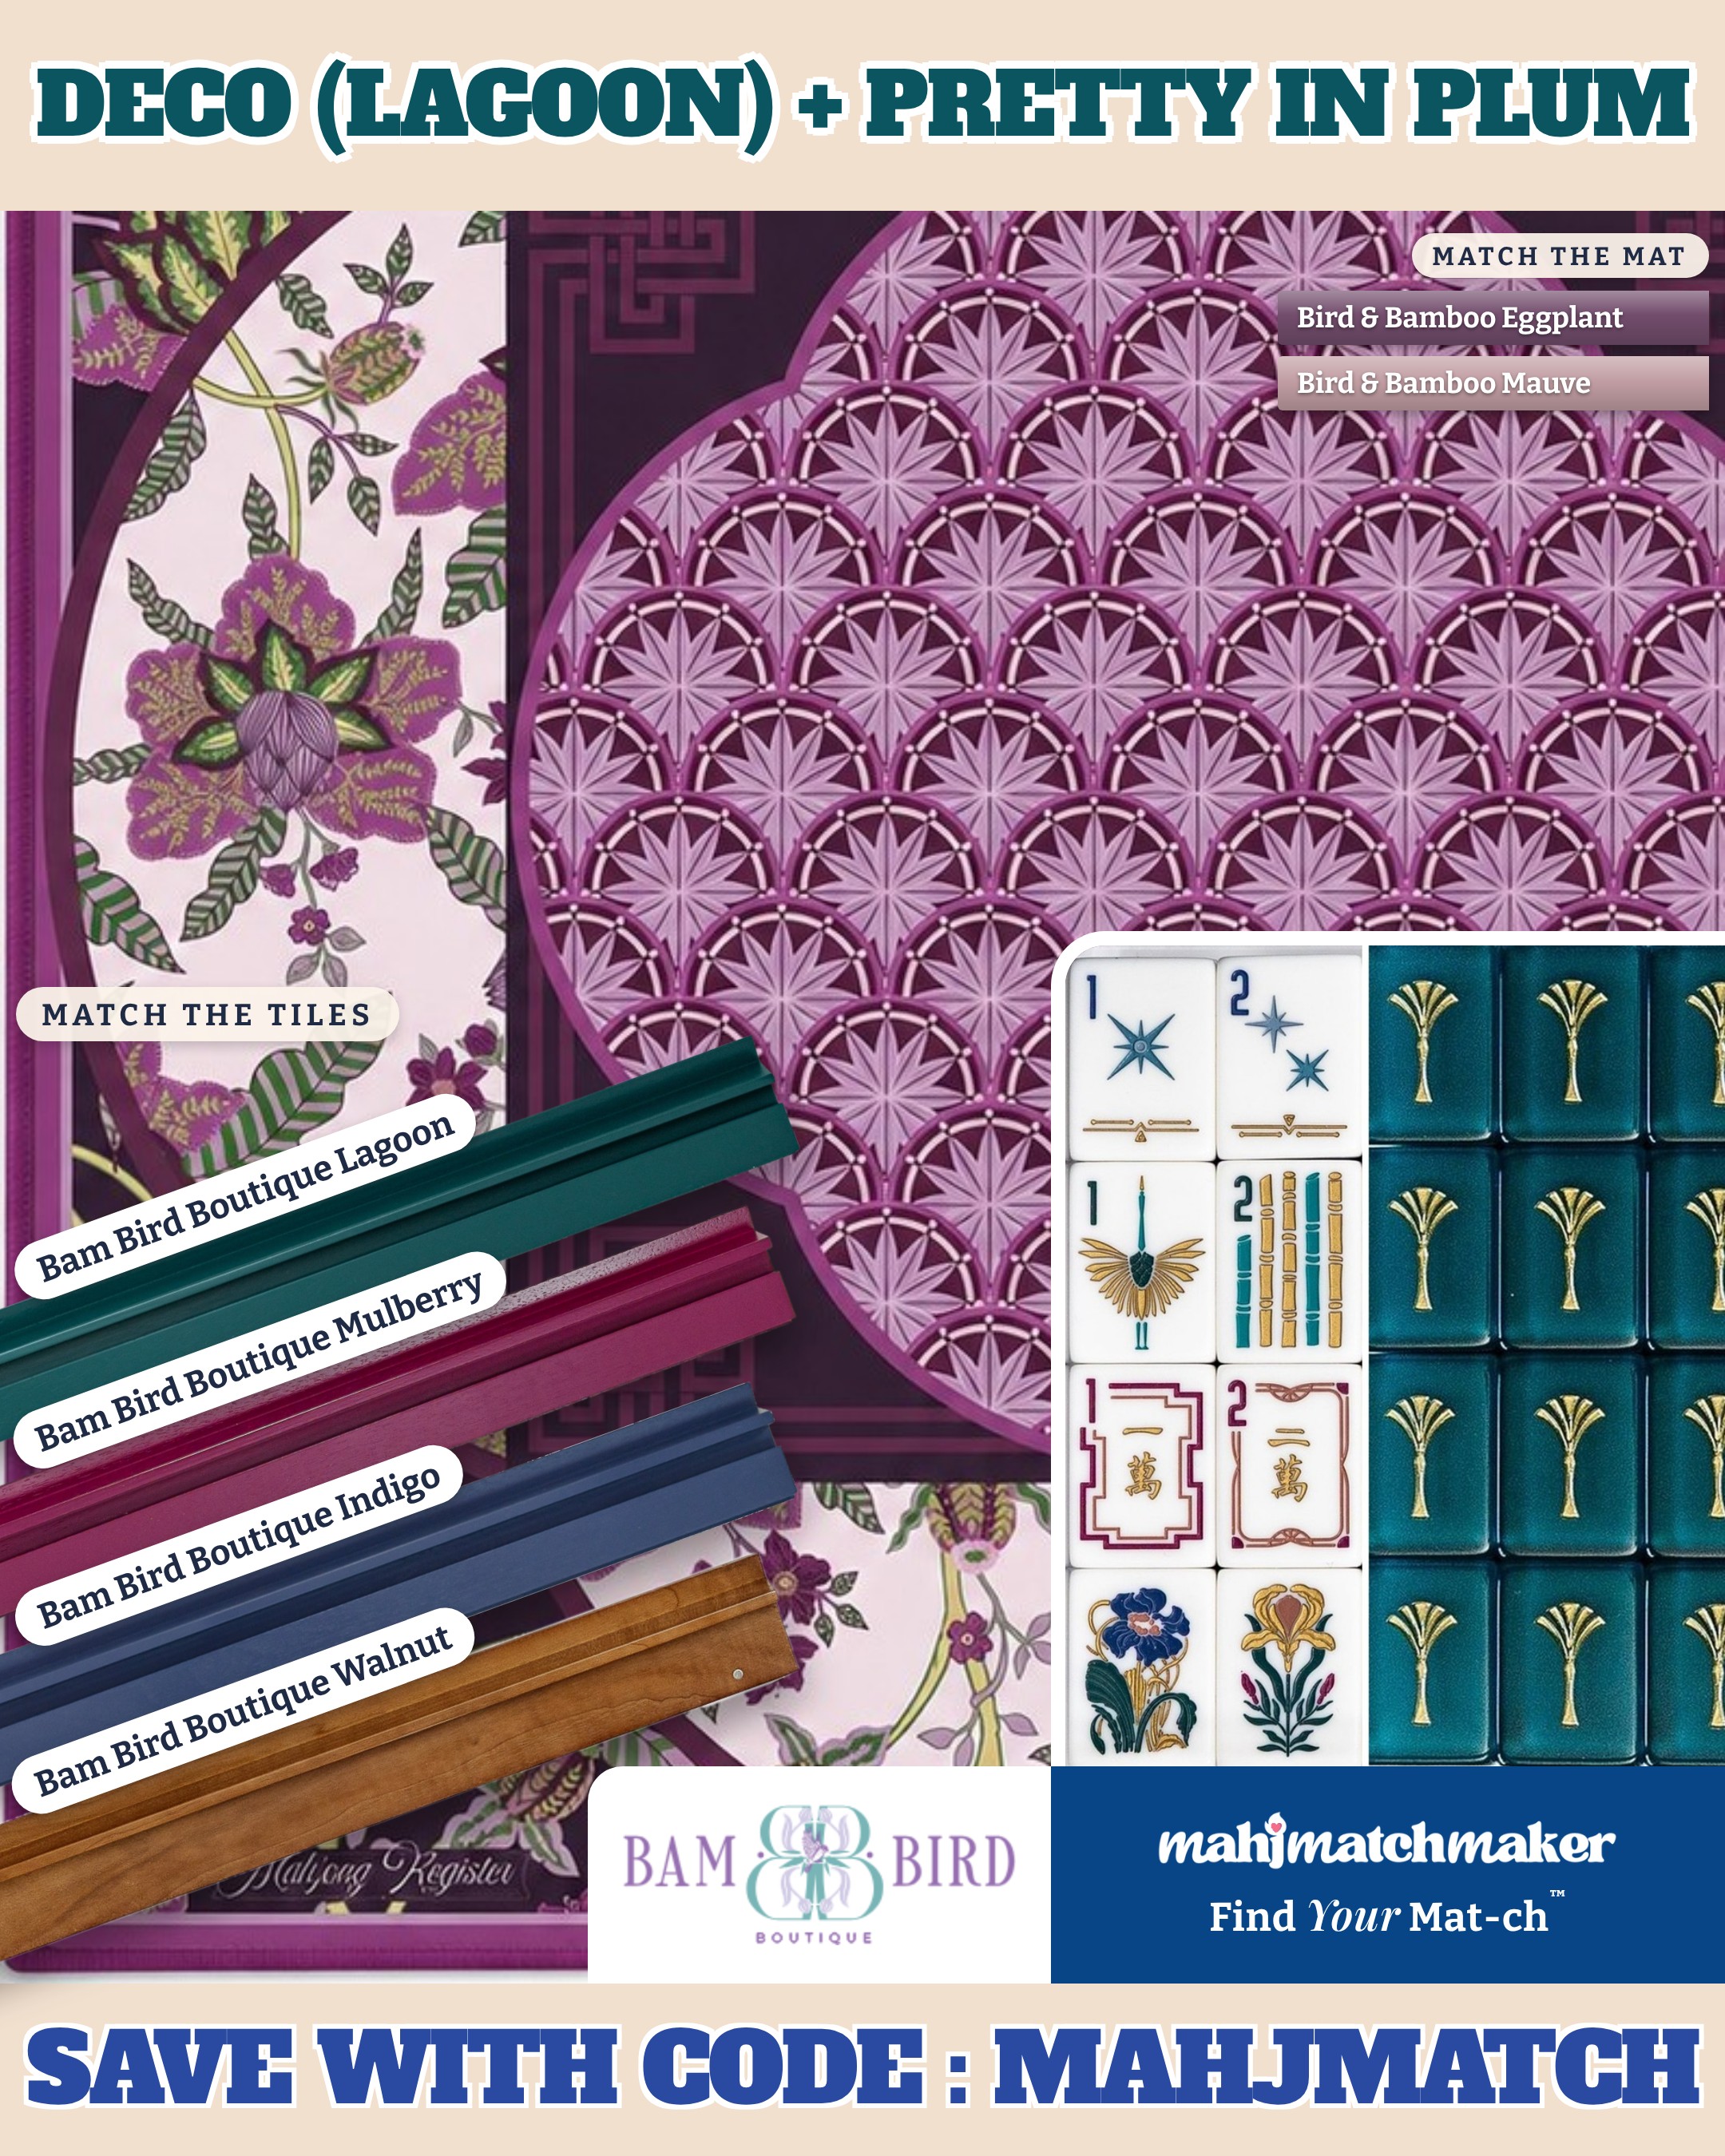 DECO (LAGOON) + PRETTY IN PLUM
MATCH THE MAT
Bird & Bamboo Eggplant
Bird & Bamboo Mauve
MATCH THE TILES
Bam Bird Boutique Lagoon
Bam Bird Boutique Mulberry
Bam Bird Boutique Indigo
Bam Bird Boutique Walnut
1
2
1
2
1 一萬
2 二萬
Mahjong Register
BAM BB BIRD
BOUTIQUE
mahjmatchmaker
Find Your Mat-ch™
SAVE WITH CODE : MAHJMATCH